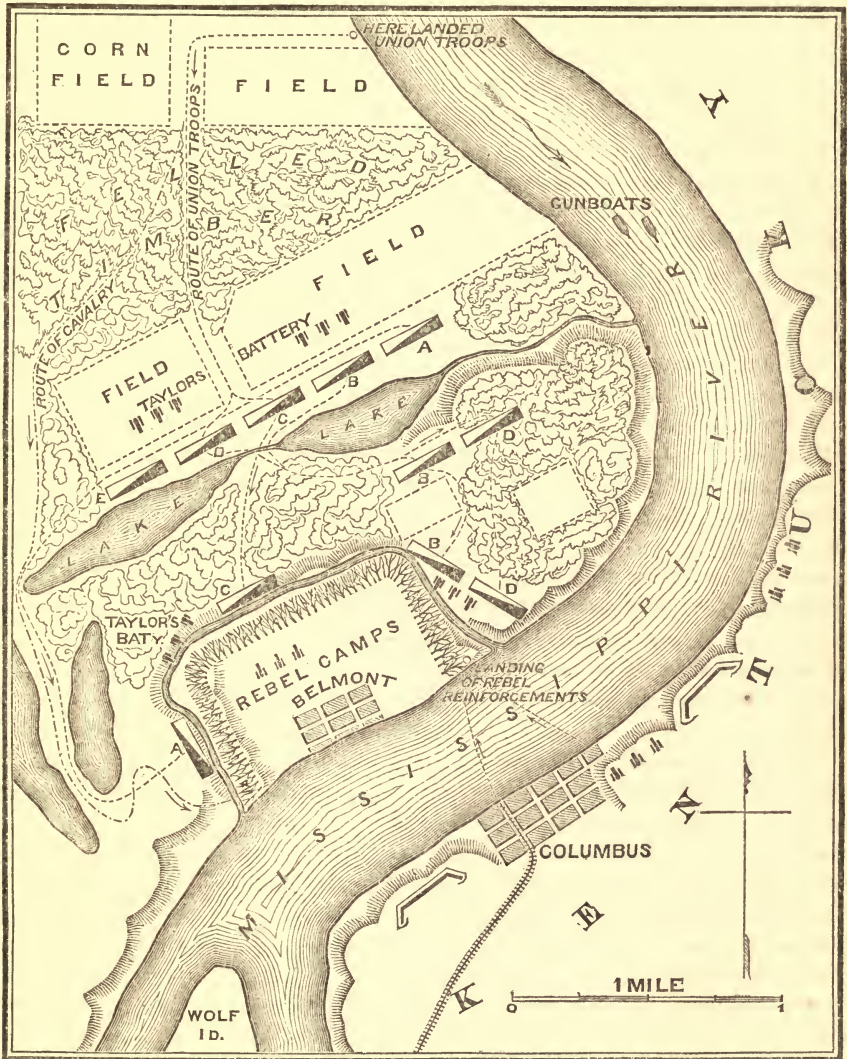 HERE LANDED
UNION TROOPS
CORN
FIELD
FIELD
ROUTE OF UNION TROOPS
FELLED
TIMBER
GUNBOATS
FIELD
ROUTE OF CAVALRY
BATTERY
A
B
FIELD
TAYLORS
C
LAKE
D
D
E
B
LAKE
B
C
D
TAYLOR'S
BATY.
REBEL CAMPS
BELMONT
LANDING
OF REBEL
REINFORCEMENTS
A
MISSISSIPPI RIVER
COLUMBUS
KENTUCKY
1 MILE
0 1
WOLF
ID.